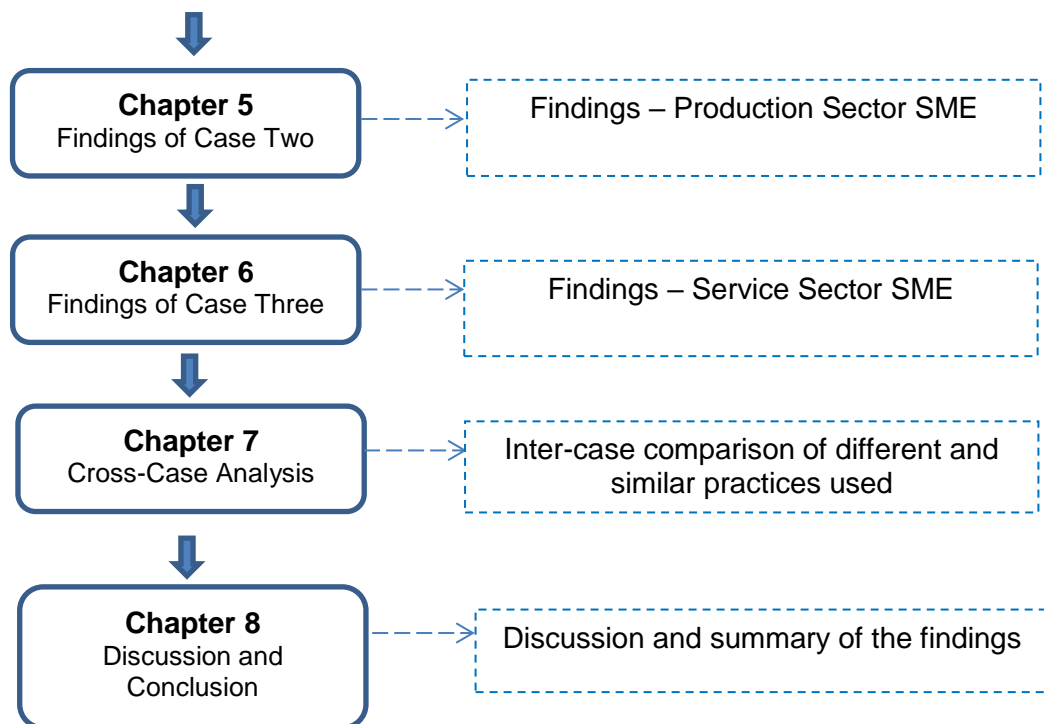 Chapter 5
Findings of Case Two
Findings – Production Sector SME
Chapter 6
Findings of Case Three
Findings – Service Sector SME
Chapter 7
Cross-Case Analysis
Inter-case comparison of different and
similar practices used
Chapter 8
Discussion and
Conclusion
Discussion and summary of the findings